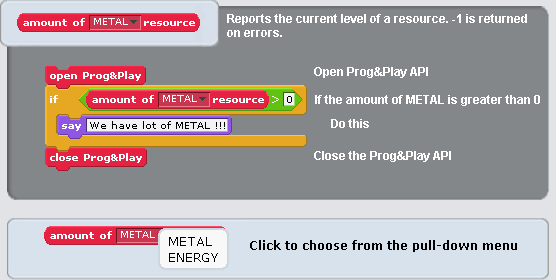 amount of METAL resource
Reports the current level of a resource. -1 is returned
on errors.
open Prog&Play
Open Prog&Play API
if amount of METAL resource > 0
If the amount of METAL is greater than 0
say We have lot of METAL !!!
Do this
close Prog&Play
Close the Prog&Play API
amount of METAL
METAL
ENERGY
Click to choose from the pull-down menu